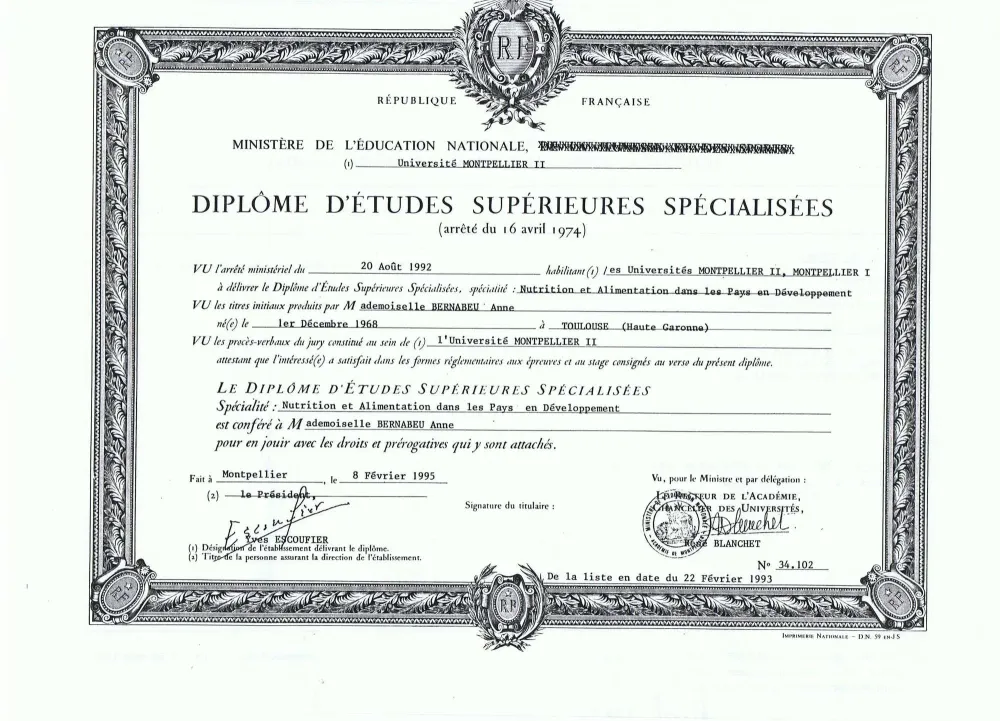 RF
RÉPUBLIQUE FRANÇAISE
MINISTÈRE DE L'ÉDUCATION NATIONALE,
(1) Université MONTPELLIER II
DIPLÔME D'ÉTUDES SUPÉRIEURES SPÉCIALISÉES
(arrêté du 16 avril 1974)
VU l'arrêté ministériel du 20 Août 1992 habilitant (1) les Universités MONTPELLIER II, MONTPELLIER I
à délivrer le Diplôme d'Études Supérieures Spécialisées, spécialité : Nutrition et Alimentation dans les Pays en Développement
VU les titres initiaux produits par M ademoiselle BERNABEU Anne
né(e) le 1er Décembre 1968 à TOULOUSE (Haute Garonne)
VU les procès-verbaux du jury constitué au sein de (1) l'Université MONTPELLIER II
attestant que l'intéressé(e) a satisfait dans les formes réglementaires aux épreuves et au stage consignés au verso du présent diplôme.
LE DIPLÔME D'ÉTUDES SUPÉRIEURES SPÉCIALISÉES
Spécialité : Nutrition et Alimentation dans les Pays en Développement
est conféré à M ademoiselle BERNABEU Anne
pour en jouir avec les droits et prérogatives qui y sont attachés.
Fait à Montpellier, le 8 Février 1995
Vu, pour le Ministre et par délégation :
(2) le Président,
LE RECTEUR DE L'ACADÉMIE,
Signature du titulaire :
CHANCELIER DES UNIVERSITÉS,
Yves ESCOUFIER
René BLANCHET
(1) Désignation de l'établissement délivrant le diplôme.
(2) Titre de la personne assurant la direction de l'établissement.
N° 34.102
De la liste en date du 22 Février 1993
RF
IMPRIMERIE NATIONALE – D.N. 59 EN-J S